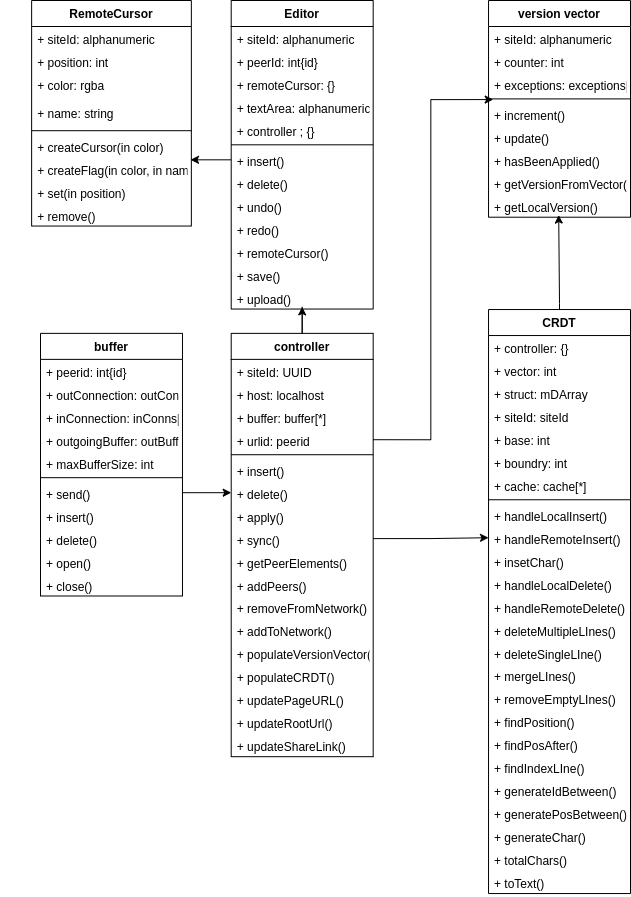 RemoteCursor
+ siteId: alphanumeric
+ position: int
+ color: rgba
+ name: string
+ createCursor(in color)
+ createFlag(in color, in nam
+ set(in position)
+ remove()
Editor
+ siteId: alphanumeric
+ peerId: int{id}
+ remoteCursor: {}
+ textArea: alphanumeric
+ controller ; {}
+ insert()
+ delete()
+ undo()
+ redo()
+ remoteCursor()
+ save()
+ upload()
version vector
+ siteId: alphanumeric
+ counter: int
+ exceptions: exceptions
+ increment()
+ update()
+ hasBeenApplied()
+ getVersionFromVector(
+ getLocalVersion()
buffer
+ peerid: int{id}
+ outConnection: outCon
+ inConnection: inConns
+ outgoingBuffer: outBuff
+ maxBufferSize: int
+ send()
+ insert()
+ delete()
+ open()
+ close()
controller
+ siteId: UUID
+ host: localhost
+ buffer: buffer[*]
+ urlid: peerid
+ insert()
+ delete()
+ apply()
+ sync()
+ getPeerElements()
+ addPeers()
+ removeFromNetwork()
+ addToNetwork()
+ populateVersionVector(
+ populateCRDT()
+ updatePageURL()
+ updateRootUrl()
+ updateShareLink()
CRDT
+ controller: {}
+ vector: int
+ struct: mDArray
+ siteId: siteId
+ base: int
+ boundry: int
+ cache: cache[*]
+ handleLocalInsert()
+ handleRemoteInsert()
+ insetChar()
+ handleLocalDelete()
+ handleRemoteDelete()
+ deleteMultipleLInes()
+ deleteSingleLIne()
+ mergeLInes()
+ removeEmptyLInes()
+ findPosition()
+ findPosAfter()
+ findIndexLIne()
+ generateIdBetween()
+ generatePosBetween()
+ generateChar()
+ totalChars()
+ toText()